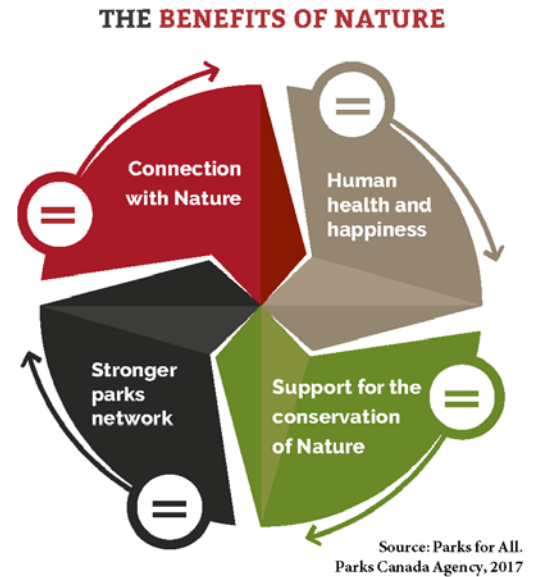 THE BENEFITS OF NATURE
Connection
with Nature
=
Human
health and
happiness
=
Support for the
conservation
of Nature
=
Stronger
parks
network
=
Source: Parks for All.
Parks Canada Agency, 2017